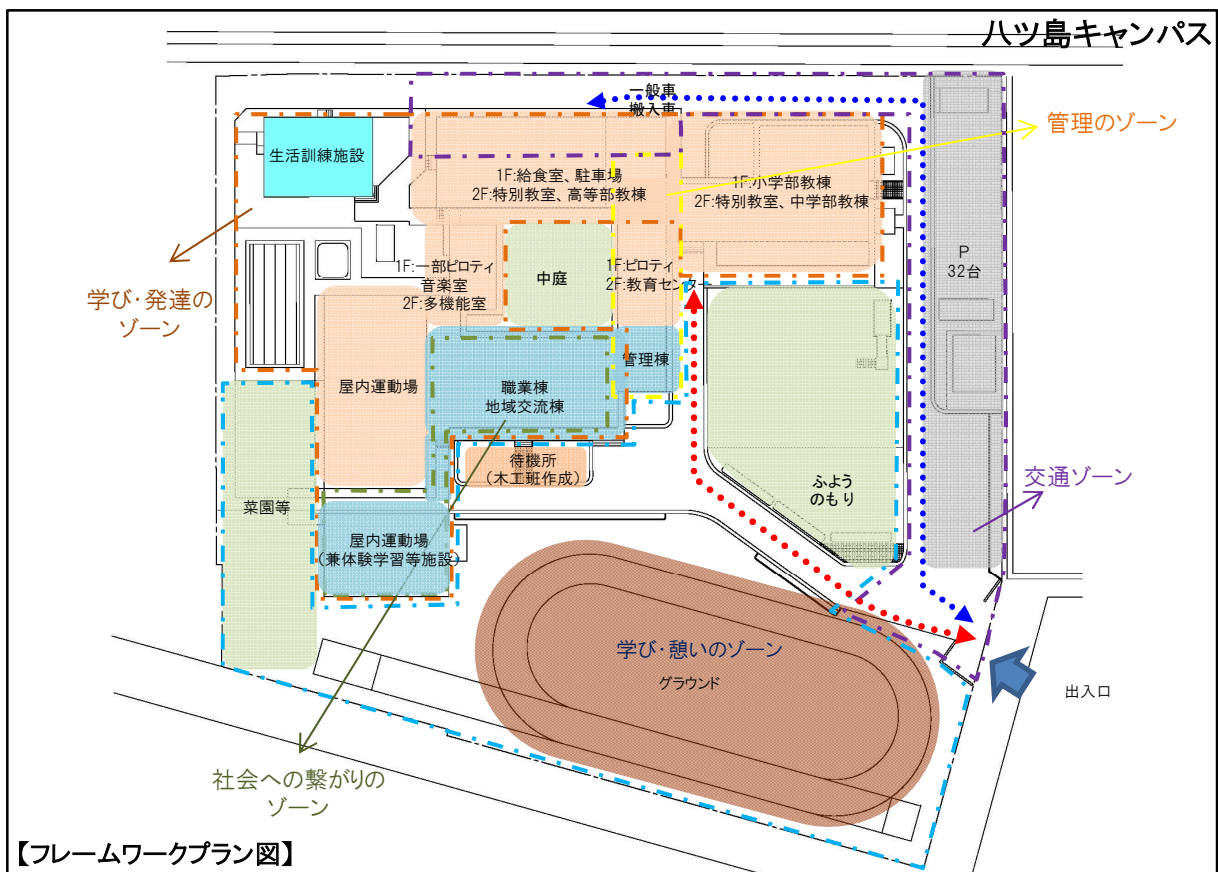 八ツ島キャンパス
一般車
搬入車
管理のゾーン
生活訓練施設
1F:給食室、駐車場
2F:特別教室、高等部教棟
1F:小学部教棟
2F:特別教室、中学部教棟
P
32台
1F:一部ピロティ
音楽室
2F:多機能室
中庭
1F:ピロティ
2F:教育センター
学び・発達の
ゾーン
屋内運動場
職業棟
地域交流棟
管理棟
待機所
(木工班作成)
ふよう
のもり
交通ゾーン
菜園等
屋内運動場
(兼体験学習等施設)
学び・憩いのゾーン
グラウンド
出入口
社会への繋がりの
ゾーン
【フレームワークプラン図】